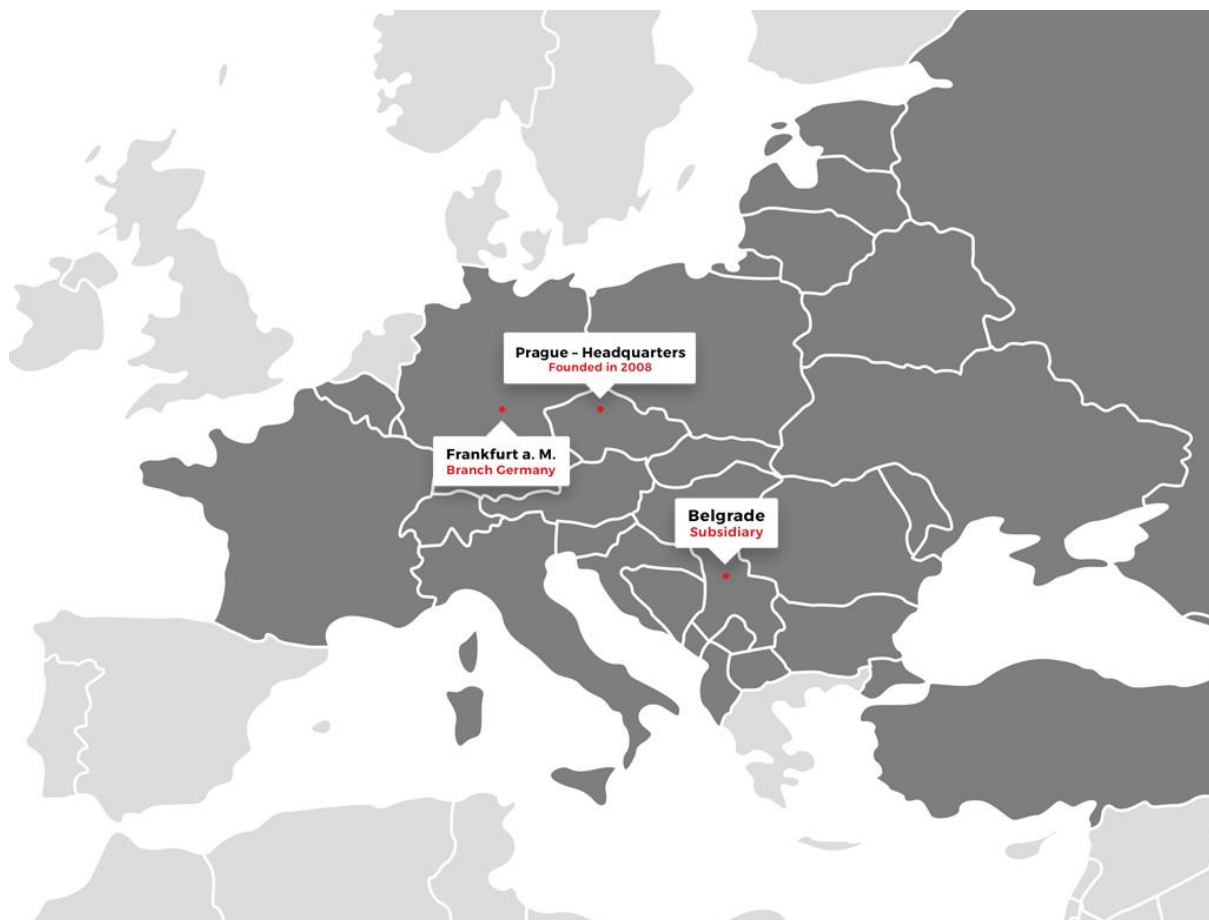 Prague – Headquarters
Founded in 2008
Frankfurt a. M.
Branch Germany
Belgrade
Subsidiary